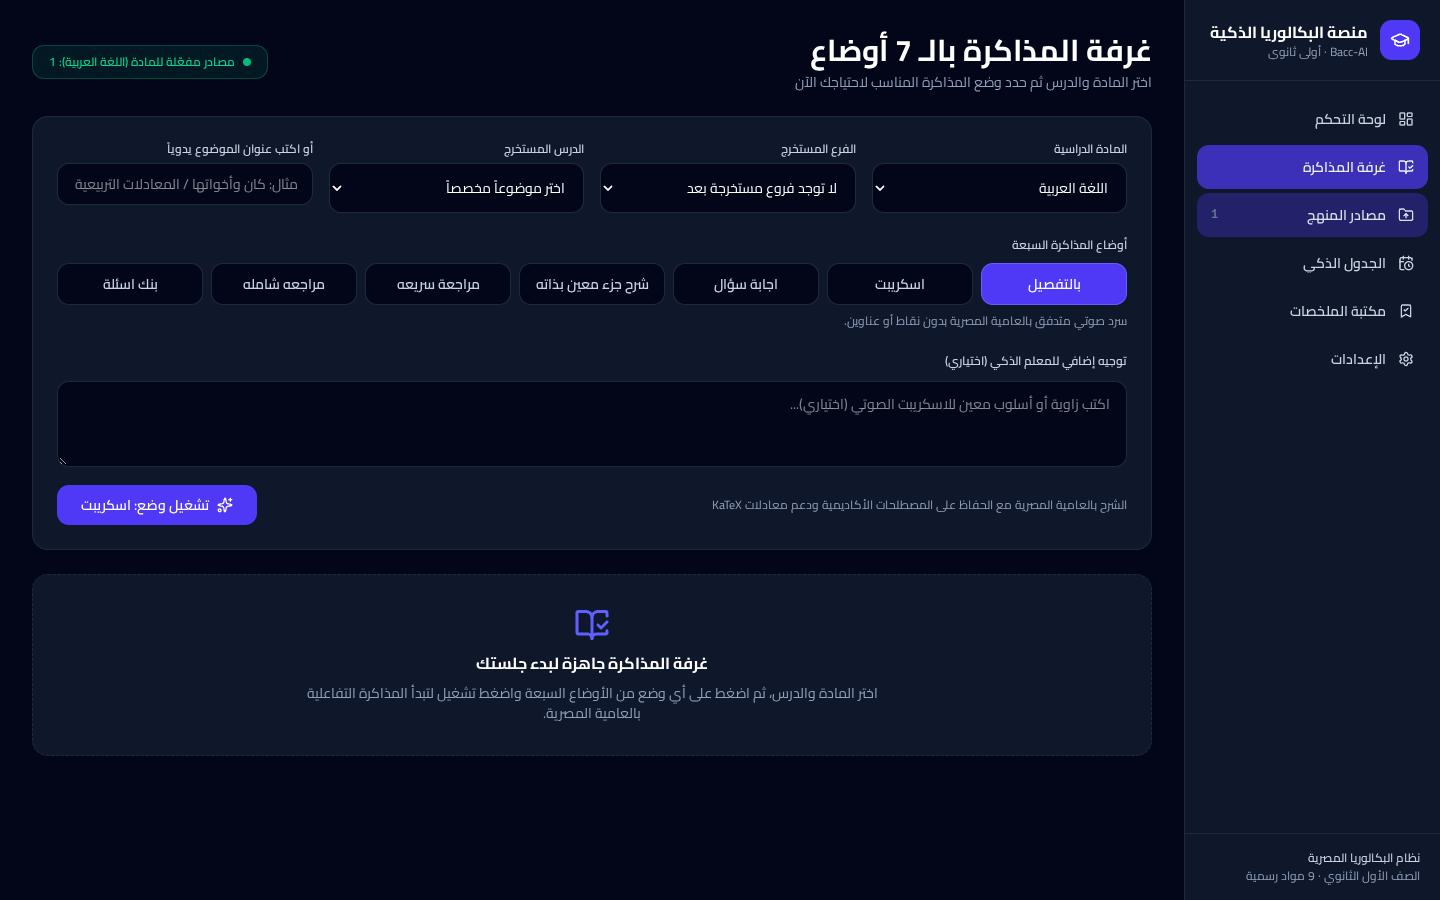 منصة البكالوريا الذكية
Bacc-AI · أولى ثانوي
لوحة التحكم
غرفة المذاكرة
مصادر المنهج
1
الجدول الذكي
مكتبة الملخصات
الإعدادات
نظام البكالوريا المصرية
الصف الأول الثانوي · 9 مواد رسمية
غرفة المذاكرة بالـ 7 أوضاع
اختر المادة والدرس ثم حدد وضع المذاكرة المناسب لاحتياجك الآن
مصادر مفعّلة للمادة (اللغة العربية): 1
المادة الدراسية
اللغة العربية
الفرع المستخرج
لا توجد فروع مستخرجة بعد
الدرس المستخرج
اختر موضوعاً مخصصاً
أو اكتب عنوان الموضوع يدوياً
مثال: كان وأخواتها / المعادلات التربيعية
أوضاع المذاكرة السبعة
بالتفصيل
اسكريبت
اجابة سؤال
شرح جزء معين بذاته
مراجعة سريعه
مراجعه شامله
بنك اسئلة
سرد صوتي متدفق بالعامية المصرية بدون نقاط أو عناوين.
توجيه إضافي للمعلم الذكي (اختياري)
اكتب زاوية أو أسلوب معين للاسكريبت الصوتي (اختياري)...
الشرح بالعامية المصرية مع الحفاظ على المصطلحات الأكاديمية ودعم معادلات KaTeX
تشغيل وضع: اسكريبت
غرفة المذاكرة جاهزة لبدء جلستك
اختر المادة والدرس، ثم اضغط على أي وضع من الأوضاع السبعة واضغط تشغيل لتبدأ المذاكرة التفاعلية
بالعامية المصرية.